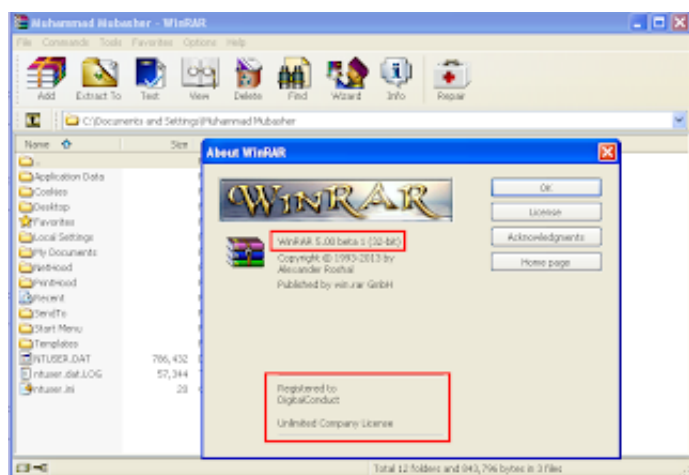 Muhammad Mubasher - WinRAR
File Commands Tools Favorites Options Help
Add Extract To Test View Delete Find Wizard Info Repair
C:\Documents and Settings\Muhammad Mubasher
Name Size
..
Application Data
Cookies
Desktop
Favorites
Local Settings
My Documents
NetHood
PrintHood
Recent
SendTo
Start Menu
Templates
NTUSER.DAT 786,432
ntuser.dat.LOG 57,344
ntuser.ini 20
About WinRAR
WINRAR
WinRAR 5.00 beta 1 (32-bit)
Copyright © 1993-2013 by
Alexander Roshal
Published by win.rar GmbH
Registered to
DigitalConduct
Unlimited Company License
OK
License
Acknowledgments
Home page
Total 12 folders and 843,796 bytes in 3 files